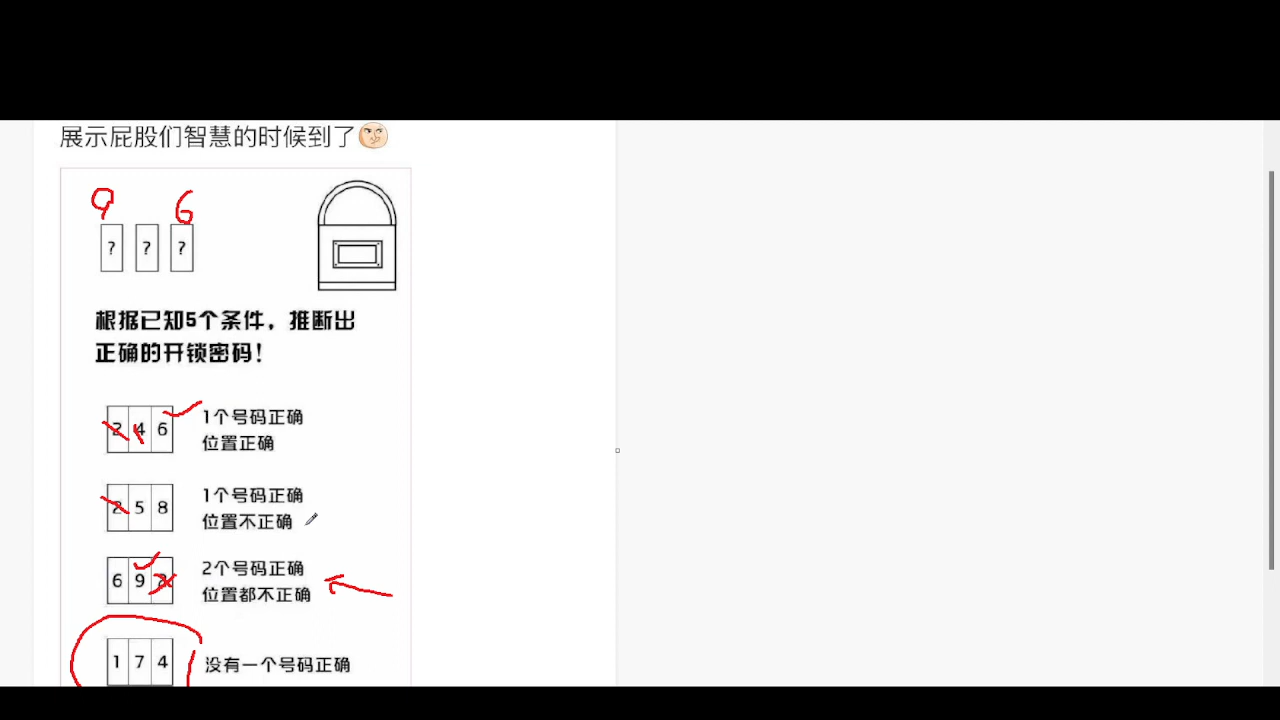 展示屁股们智慧的时候到了
9 6
? ? ?
根据已知5个条件，推断出
正确的开锁密码！
2 4 6
1个号码正确
位置正确
2 5 8
1个号码正确
位置不正确
6 9
2个号码正确
位置都不正确
1 7 4
没有一个号码正确